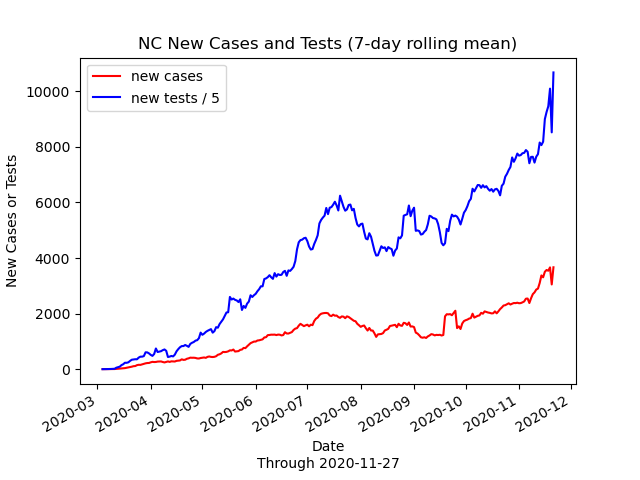 NC New Cases and Tests (7-day rolling mean)
new cases
new tests / 5
10000
8000
6000
4000
2000
0
New Cases or Tests
2020-03
2020-04
2020-05
2020-06
2020-07
2020-08
2020-09
2020-10
2020-11
2020-12
Date
Through 2020-11-27